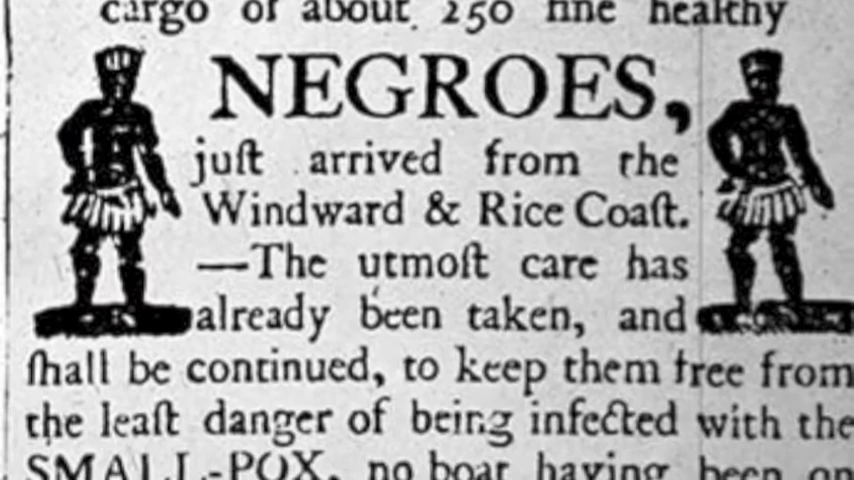 cargo of about 250 fine healthy
NEGROES,
juſt arrived from the
Windward & Rice Coaſt.
—The utmoſt care has
already been taken, and
ſhall be continued, to keep them free from
the leaſt danger of being infected with the
SMALL-POX, no boat having been on